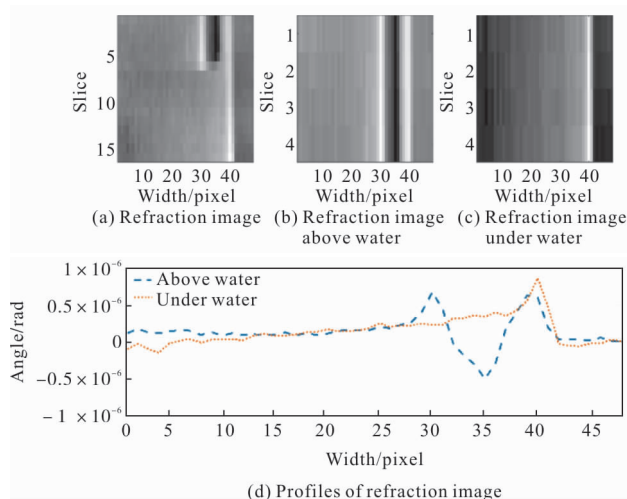 Slice
5
10
15
10 20 30 40
Width/pixel
(a) Refraction image
Slice
1
2
3
4
10 20 30 40
Width/pixel
(b) Refraction image
above water
Slice
1
2
3
4
10 20 30 40
Width/pixel
(c) Refraction image
under water
Angle/rad
1 × 10⁻⁶
0.5 × 10⁻⁶
0
−0.5 × 10⁻⁶
− 1 × 10⁻⁶
Above water
Under water
0 5 10 15 20 25 30 35 40 45
Width/pixel
(d) Profiles of refraction image